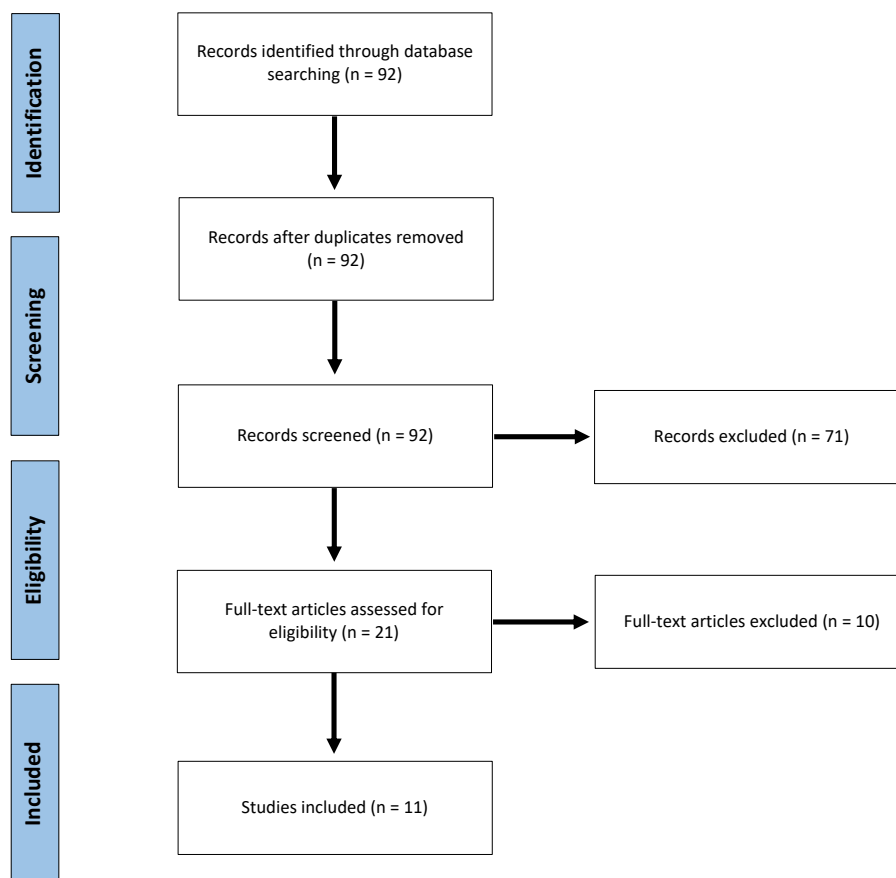 Identification
Records identified through database
searching (n = 92)
Records after duplicates removed
(n = 92)
Screening
Records screened (n = 92)
Records excluded (n = 71)
Eligibility
Full-text articles assessed for
eligibility (n = 21)
Full-text articles excluded (n = 10)
Included
Studies included (n = 11)